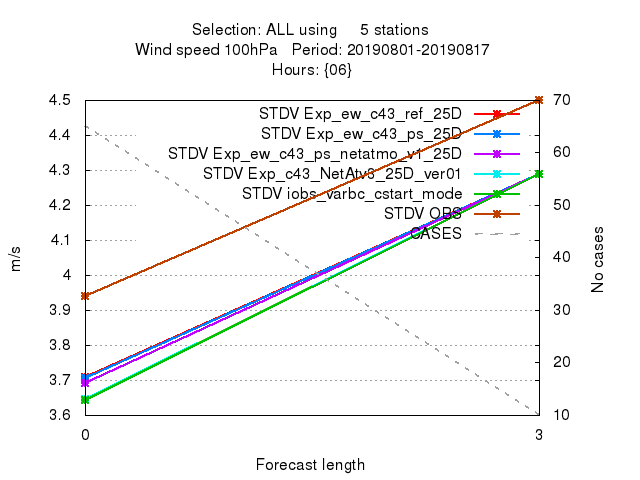 Selection: ALL using 5 stations
Wind speed 100hPa Period: 20190801-20190817
Hours: {06}
4.5
4.4
4.3
4.2
4.1
4
3.9
3.8
3.7
3.6
m/s
STDV Exp_ew_c43_ref_25D
STDV Exp_ew_c43_ps_25D
STDV Exp_ew_c43_ps_netatmo_v1_25D
STDV Exp_c43_NetAtv3_25D_ver01
STDV iobs_varbc_cstart_mode
STDV OBS
CASES
70
60
50
40
30
20
10
No cases
0 3
Forecast length